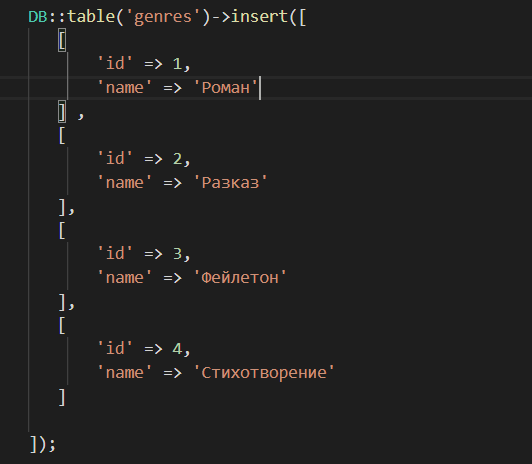 DB::table('genres')->insert([
[
'id' => 1,
'name' => 'Роман'
] ,
[
'id' => 2,
'name' => 'Разказ'
],
[
'id' => 3,
'name' => 'Фейлетон'
],
[
'id' => 4,
'name' => 'Стихотворение'
]
]);